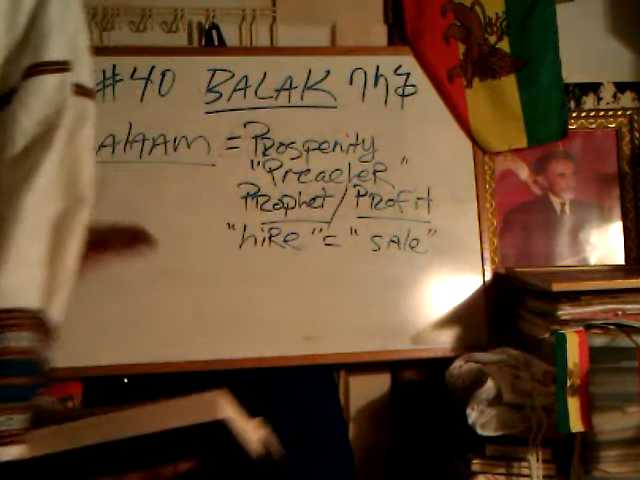 #40 BALAK ባላቅ
AlAAM = Prosperity
"Preacher"
Prophet / Profit
"hire" = "sale"